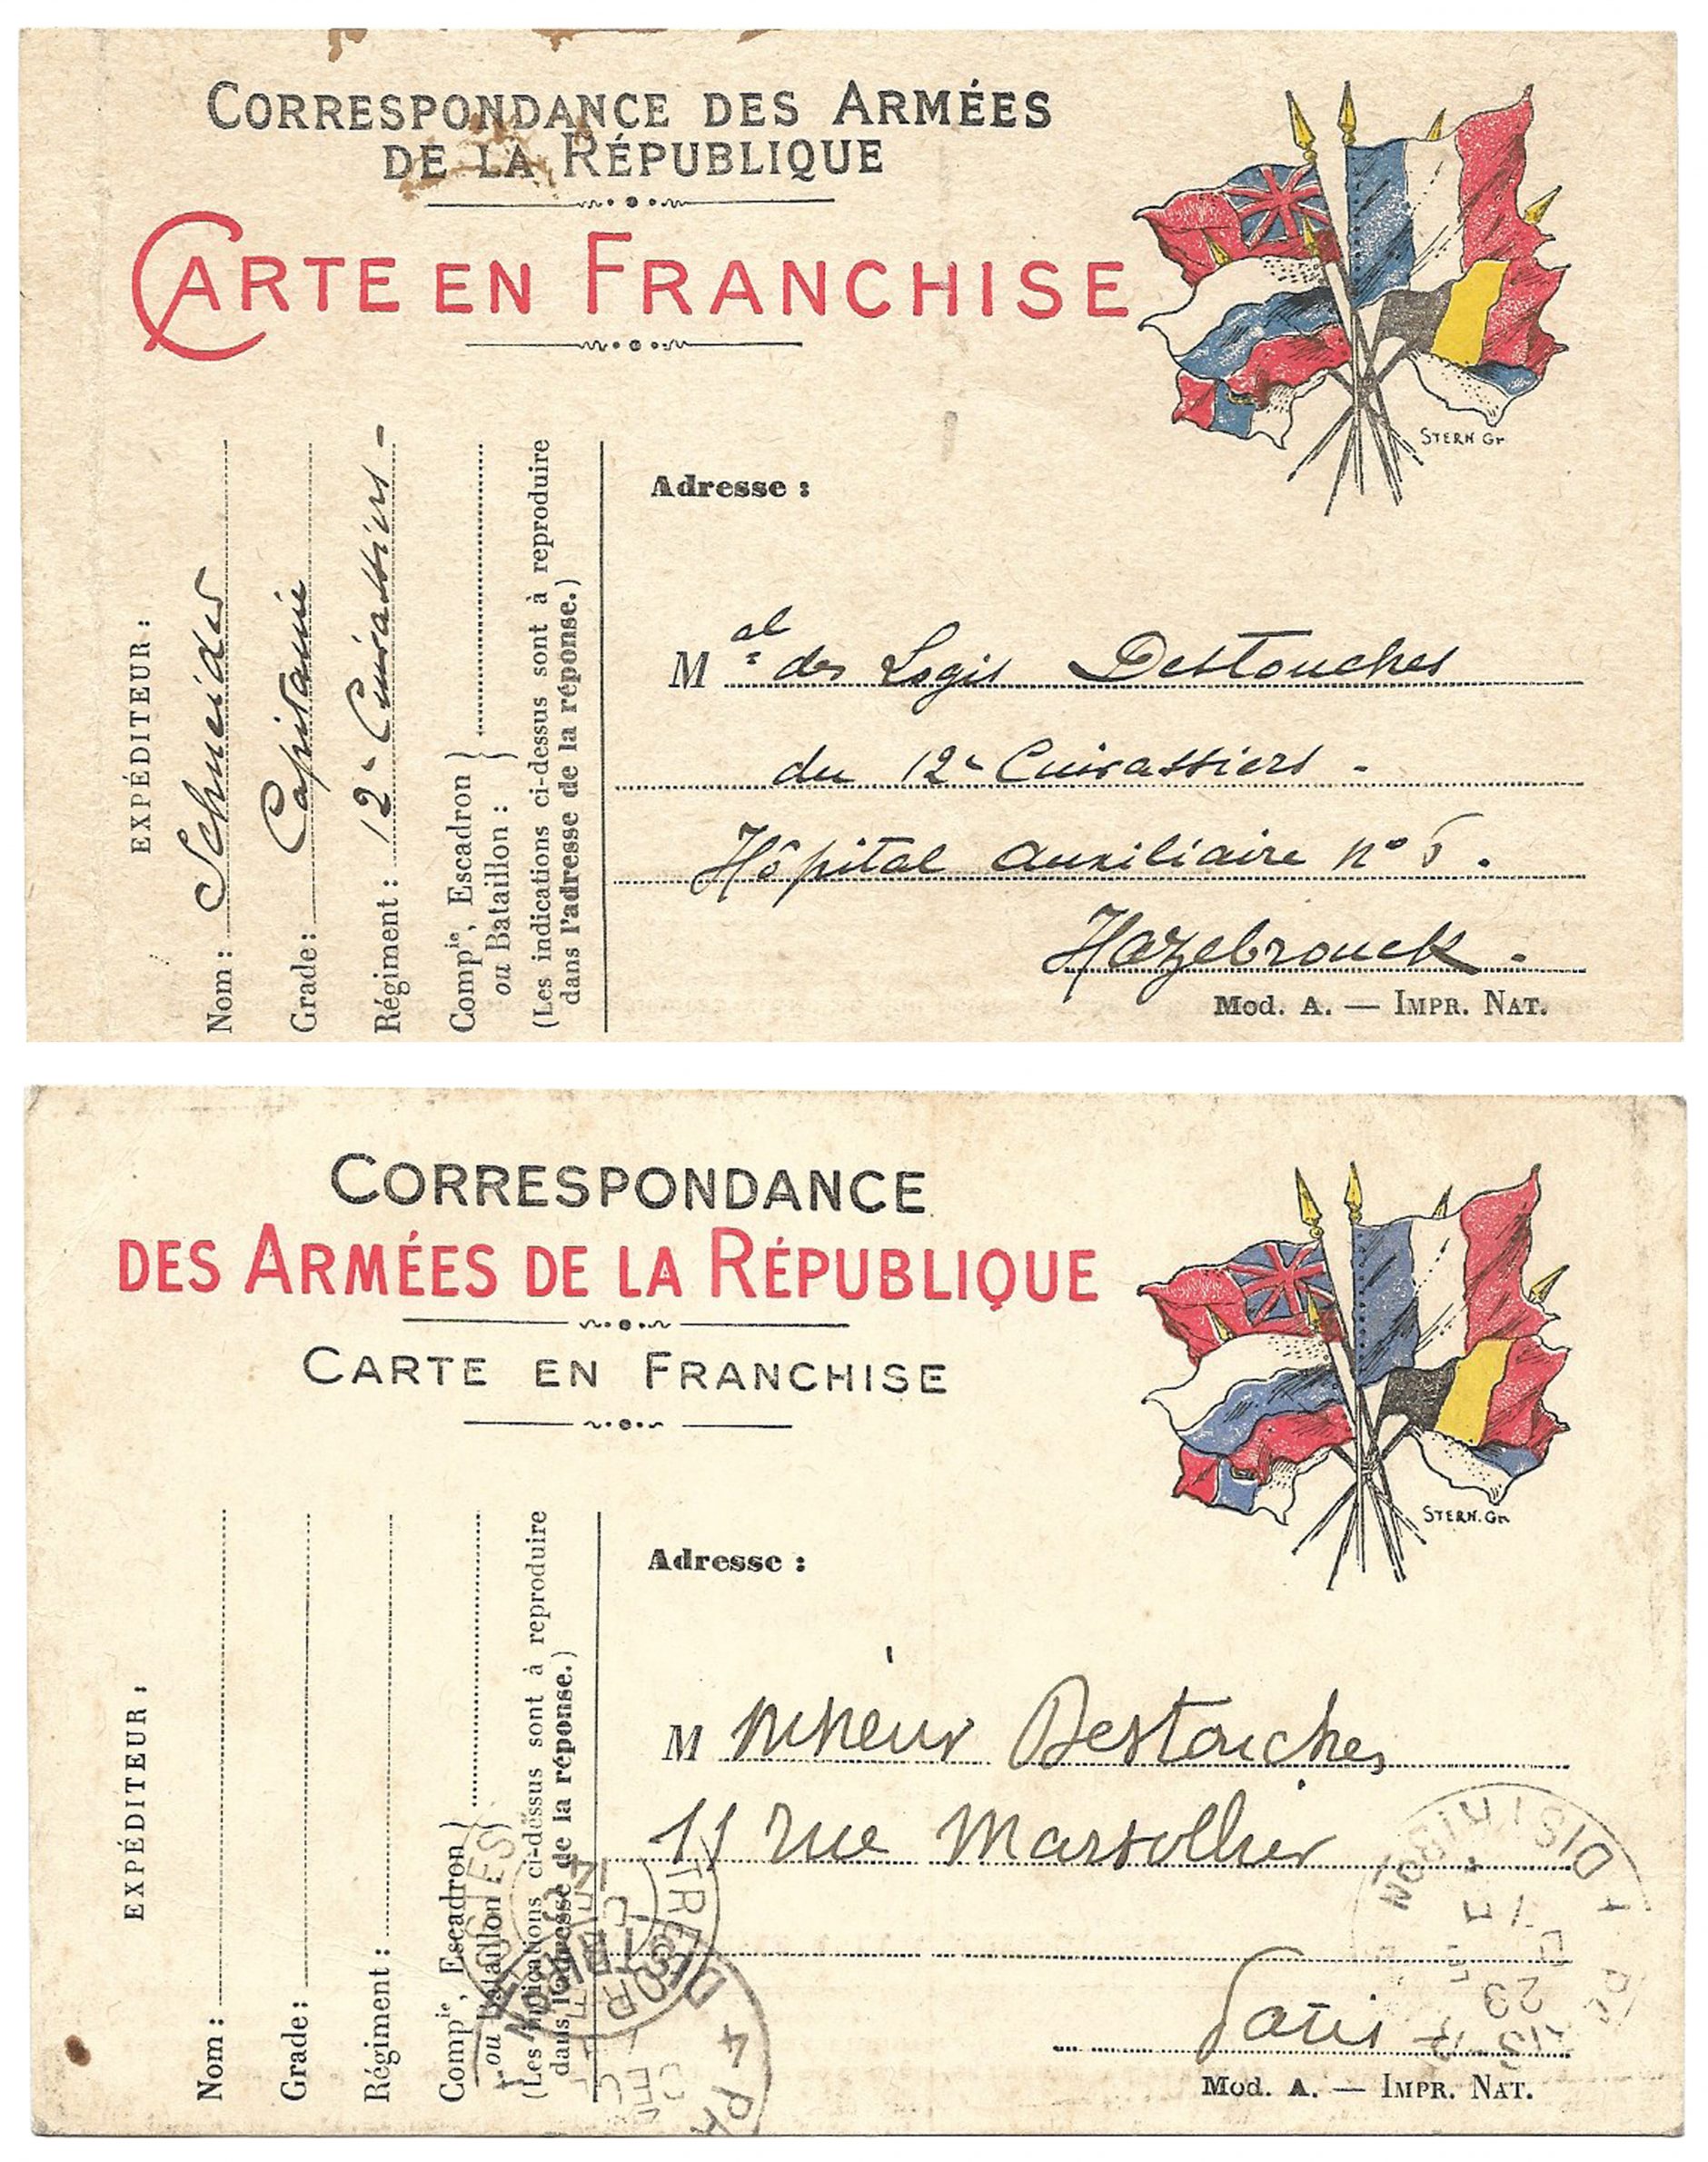 CORRESPONDANCE DES ARMÉES
DE LA RÉPUBLIQUE
CARTE EN FRANCHISE
STERN Gr
EXPÉDITEUR :
Nom : Schneider
Grade : Capitaine
Régiment : 12e Cuirassiers -
Compie, Escadron
ou Bataillon :
(Les indications ci-dessus sont à reproduire
dans l'adresse de la réponse.)
Adresse :
Mal des Logis Destouches
du 12e Cuirassiers -
Hôpital auxiliaire no 5.
Hazebrouck.
Mod. A. — IMPR. NAT.
CORRESPONDANCE
DES ARMÉES DE LA RÉPUBLIQUE
CARTE EN FRANCHISE
STERN. Gr
EXPÉDITEUR :
Nom :
Grade :
Régiment :
Compie, Escadron
ou Bataillon :
(Les indications ci-dessus sont à reproduire
dans l'adresse de la réponse.)
Adresse :
M Destouches
11 rue Marsollier
Paris
DISTRIBUTION
Mod. A. — IMPR. NAT.